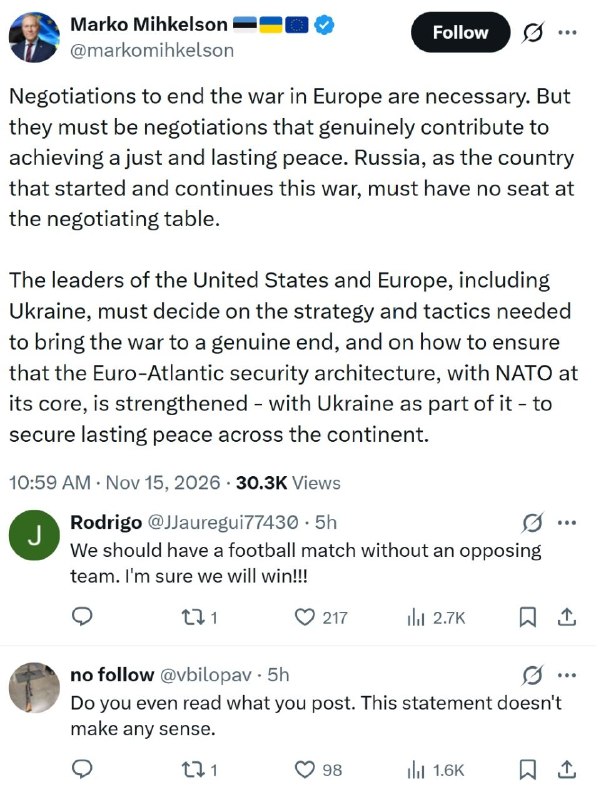 Marko Mihkelson 🇪🇪🇺🇦🇪🇺
Follow
@markomihkelson
Negotiations to end the war in Europe are necessary. But
they must be negotiations that genuinely contribute to
achieving a just and lasting peace. Russia, as the country
that started and continues this war, must have no seat at
the negotiating table.
The leaders of the United States and Europe, including
Ukraine, must decide on the strategy and tactics needed
to bring the war to a genuine end, and on how to ensure
that the Euro-Atlantic security architecture, with NATO at
its core, is strengthened - with Ukraine as part of it - to
secure lasting peace across the continent.
10:59 AM · Nov 15, 2026 · 30.3K Views
J
Rodrigo @JJauregui77430 · 5h
We should have a football match without an opposing
team. I'm sure we will win!!!
1 217 2.7K
no follow @vbilopav · 5h
Do you even read what you post. This statement doesn't
make any sense.
1 98 1.6K